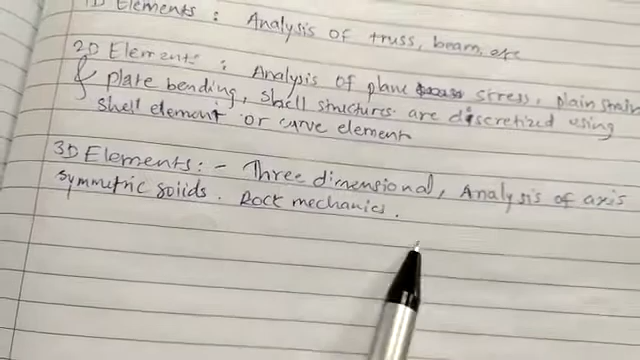 1D Elements : Analysis of truss, beam, etc
2D Elements : Analysis of plane stress, plain strain
& plate bending, shell structures are discretized using
shell element or curve element
3D Elements : - Three dimensional, Analysis of axis
symmetric solids. Rock mechanics.